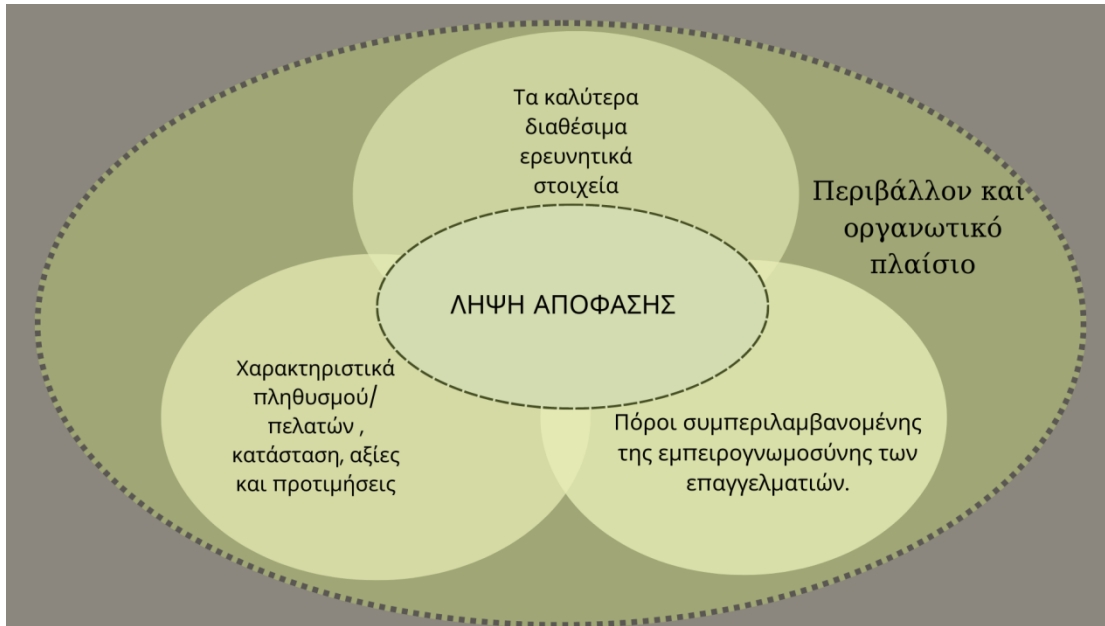 Τα καλύτερα
διαθέσιμα
ερευνητικά
στοιχεία
Περιβάλλον και
οργανωτικό
πλαίσιο
ΛΗΨΗ ΑΠΟΦΑΣΗΣ
Χαρακτηριστικά
πληθυσμού/
πελατών ,
κατάσταση, αξίες
και προτιμήσεις
Πόροι συμπεριλαμβανομένης
της εμπειρογνωμοσύνης των
επαγγελματιών.